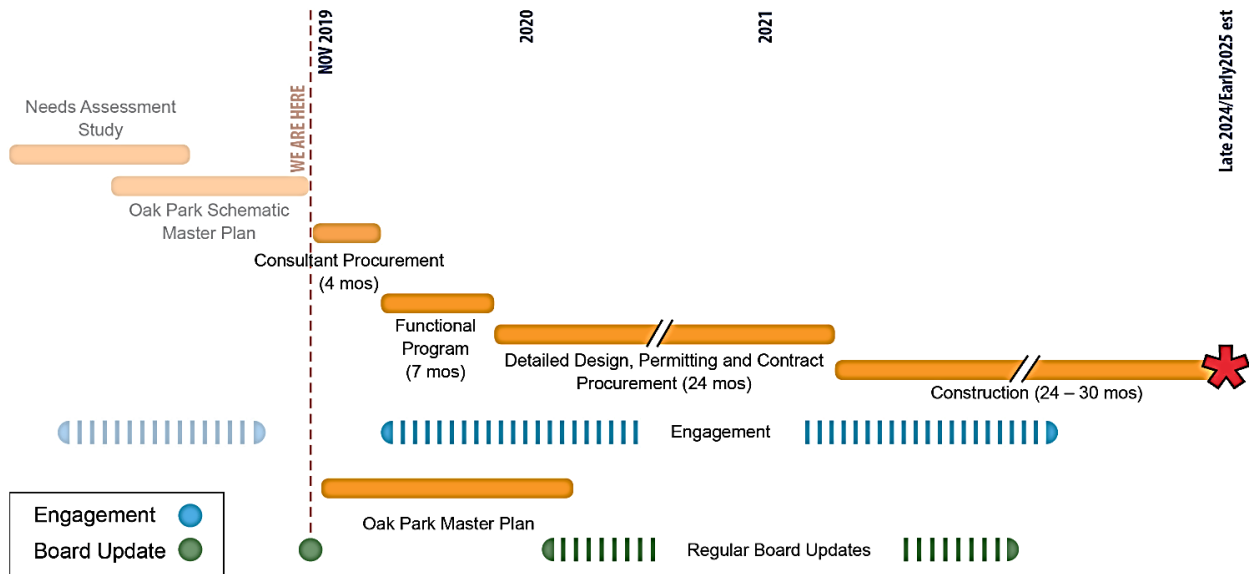 NOV 2019
2020
2021
Late 2024/Early2025 est
WE ARE HERE
Needs Assessment
Study
Oak Park Schematic
Master Plan
Consultant Procurement
(4 mos)
Functional
Program
(7 mos)
Detailed Design, Permitting and Contract
Procurement (24 mos)
Construction (24 – 30 mos)
Engagement
Oak Park Master Plan
Regular Board Updates
Engagement
Board Update